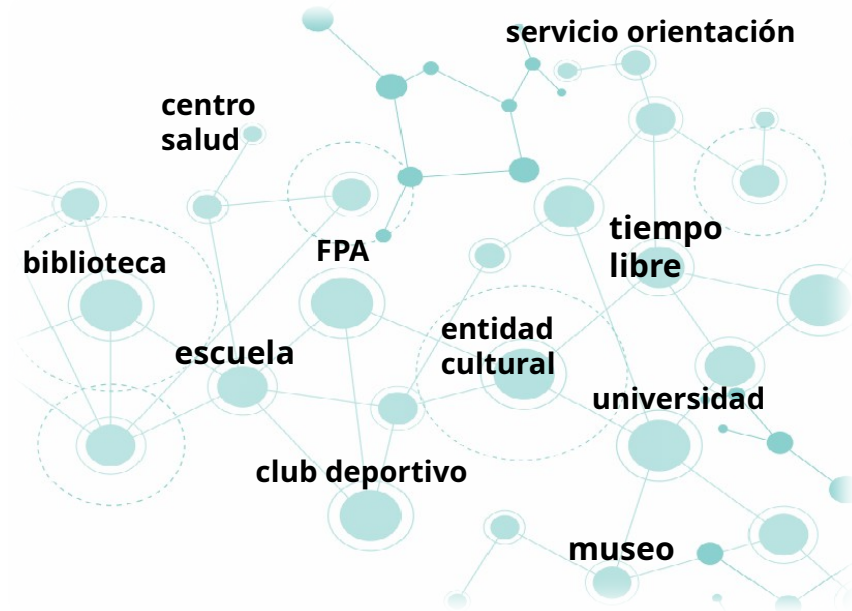 servicio orientación
centro
salud
tiempo
libre
FPA
biblioteca
entidad
cultural
escuela
universidad
club deportivo
museo